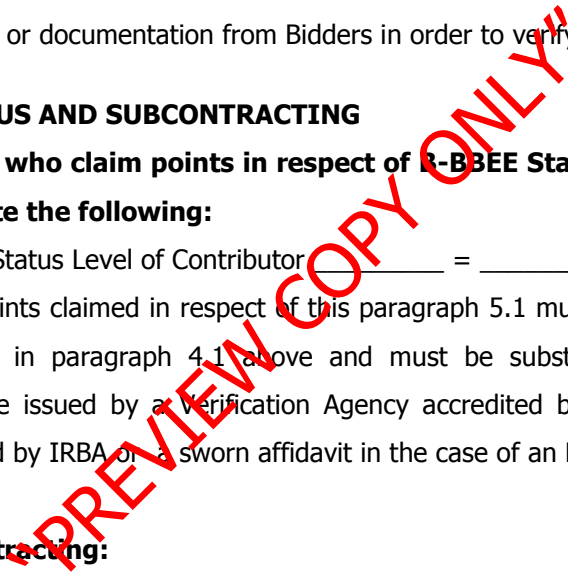 or documentation from Bidders in order to verify
US AND SUBCONTRACTING
who claim points in respect of B-BBEE Sta
te the following:
Status Level of Contributor _________ = ______
ints claimed in respect of this paragraph 5.1 mu
in paragraph 4.1 above and must be subst
e issued by a Verification Agency accredited b
d by IRBA or a sworn affidavit in the case of an
tracting:
"PREVIEW COPY ONLY"